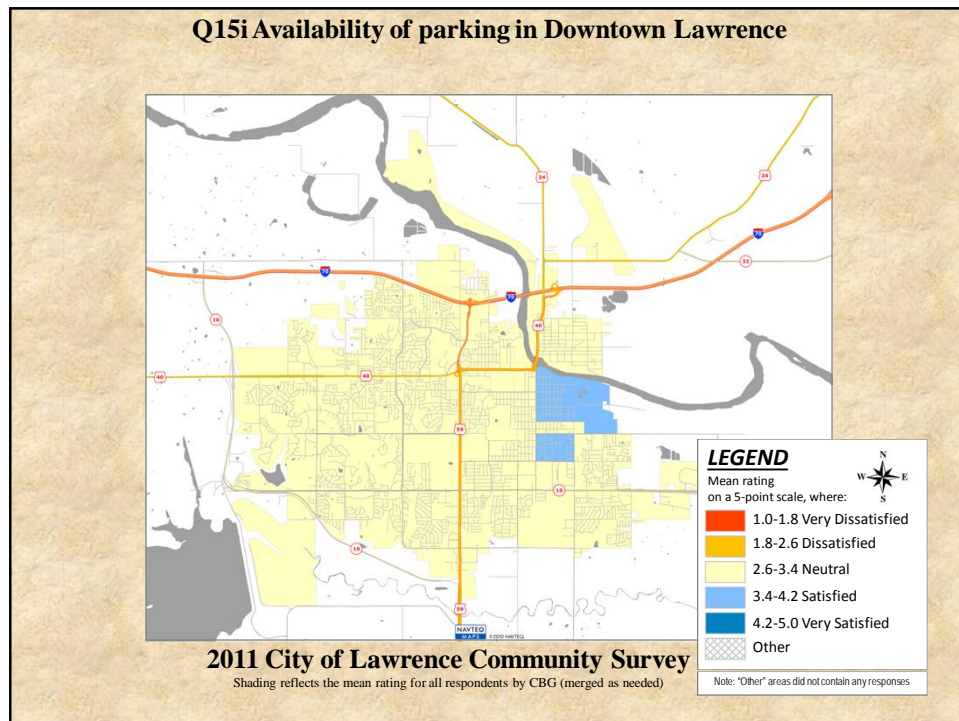 Q15i Availability of parking in Downtown Lawrence
24
24
70
32
70
70
10
40
40
40
59
10
10
59
NAVTEQ
MAPS
©2010 NAVTEQ
LEGEND
Mean rating
on a 5-point scale, where:
N
W E
S
1.0-1.8 Very Dissatisfied
1.8-2.6 Dissatisfied
2.6-3.4 Neutral
3.4-4.2 Satisfied
4.2-5.0 Very Satisfied
Other
Note: "Other" areas did not contain any responses
2011 City of Lawrence Community Survey
Shading reflects the mean rating for all respondents by CBG (merged as needed)